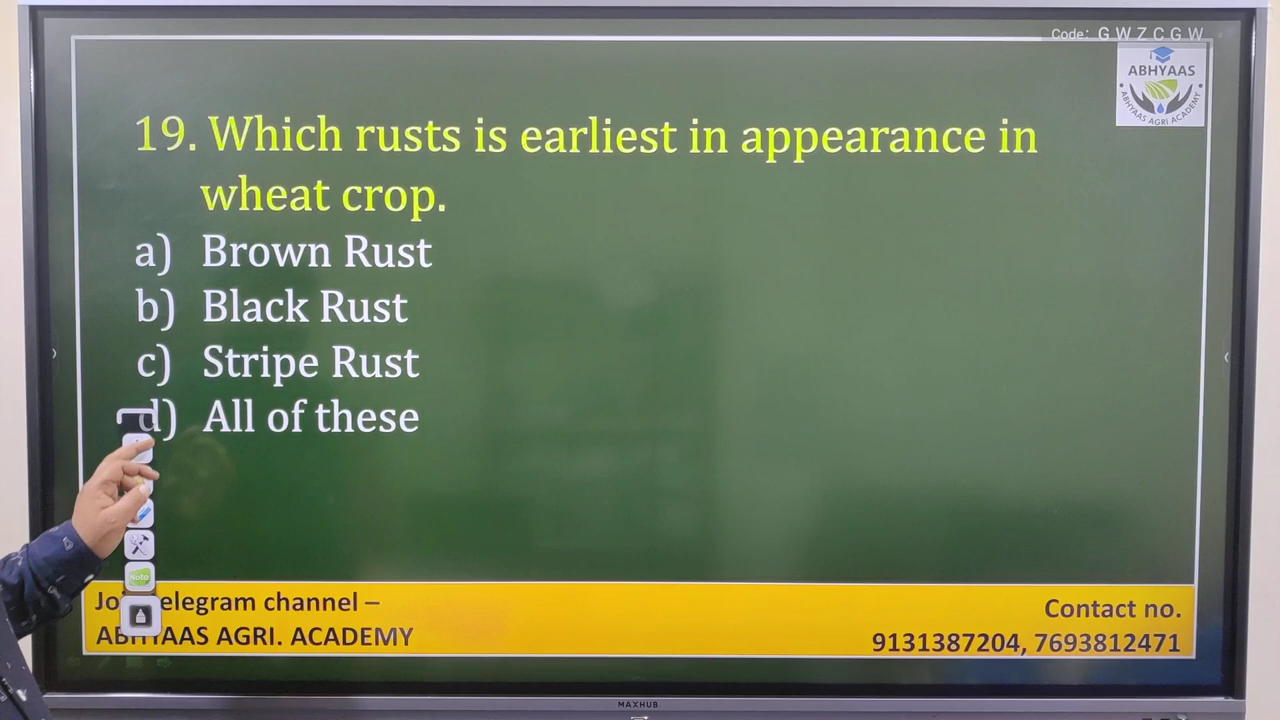 Code: G W Z C G W
ABHYAAS
ABHYAAS AGRI ACADEMY
19. Which rusts is earliest in appearance in
wheat crop.
a) Brown Rust
b) Black Rust
c) Stripe Rust
d) All of these
Note
elegram channel –
AGRI. ACADEMY
Contact no.
9131387204, 7693812471
MAXHUB